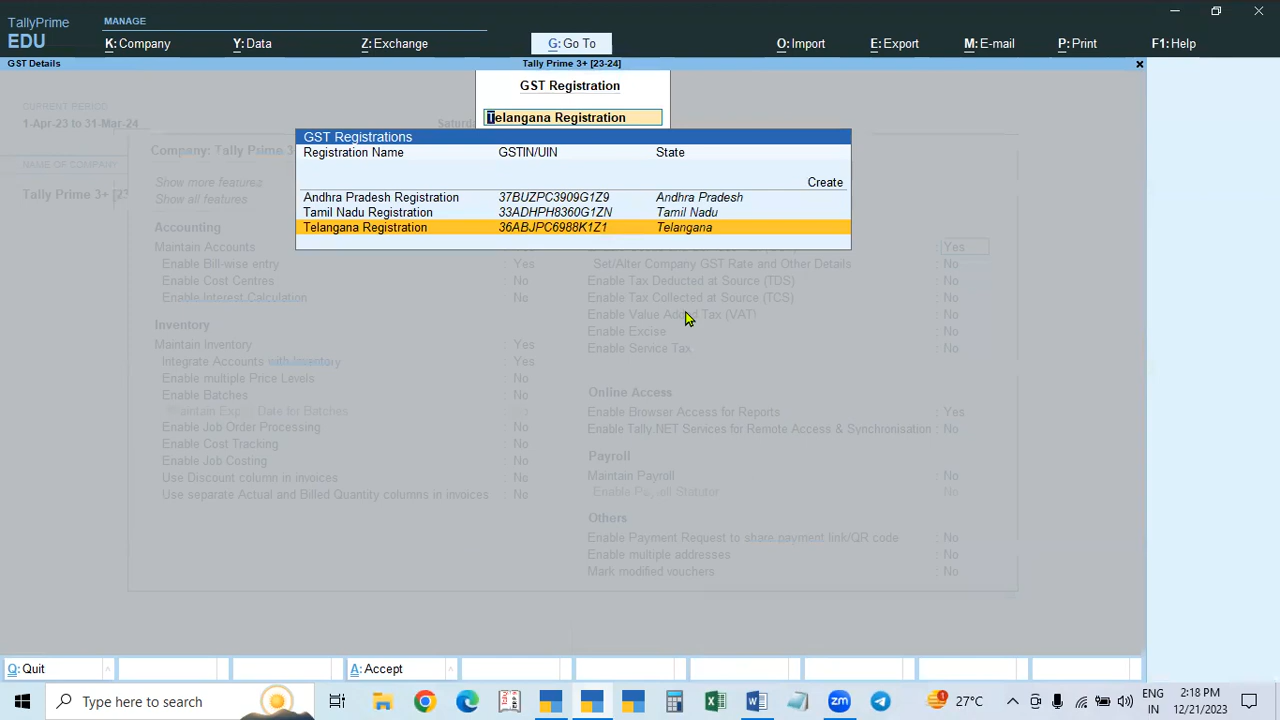 TallyPrime
EDU
MANAGE
K: Company
Y: Data
Z: Exchange
G: Go To
O: Import
E: Export
M: E-mail
P: Print
F1: Help
GST Details
Tally Prime 3+ [23-24]
×
GST Registration
CURRENT PERIOD
1-Apr-23 to 31-Mar-24
Telangana Registration
GST Registrations
Registration Name GSTIN/UIN State
Create
Andhra Pradesh Registration 37BUZPC3909G1Z9 Andhra Pradesh
Tamil Nadu Registration 33ADHPH8360G1ZN Tamil Nadu
Telangana Registration 36ABJPC6988K1Z1 Telangana
NAME OF COMPANY
Company: Tally Prime 3
Show more features
Show all features
Accounting
Maintain Accounts
Enable Bill-wise entry : Yes
Enable Cost Centres : No
Enable Interest Calculation : No
Inventory
Maintain Inventory : Yes
Integrate Accounts with Inventory : Yes
Enable multiple Price Levels : No
Enable Batches : No
Date for Batches
Enable Job Order Processing : No
Enable Cost Tracking : No
Enable Job Costing : No
Use Discount column in invoices : No
Use separate Actual and Billed Quantity columns in invoices : No
: Yes
Set/Alter Company GST Rate and Other Details : No
Enable Tax Deducted at Source (TDS) : No
Enable Tax Collected at Source (TCS) : No
Enable Value Added Tax (VAT) : No
Enable Excise : No
Enable Service Tax : No
Online Access
Enable Browser Access for Reports : Yes
Enable Tally.NET Services for Remote Access & Synchronisation : No
Payroll
Maintain Payroll : No
No
Others
Enable Payment Request to share payment link/QR code : No
Enable multiple addresses : No
Mark modified vouchers : No
Q: Quit
A: Accept
Type here to search
27°C
ENG
IN
2:18 PM
12/21/2023